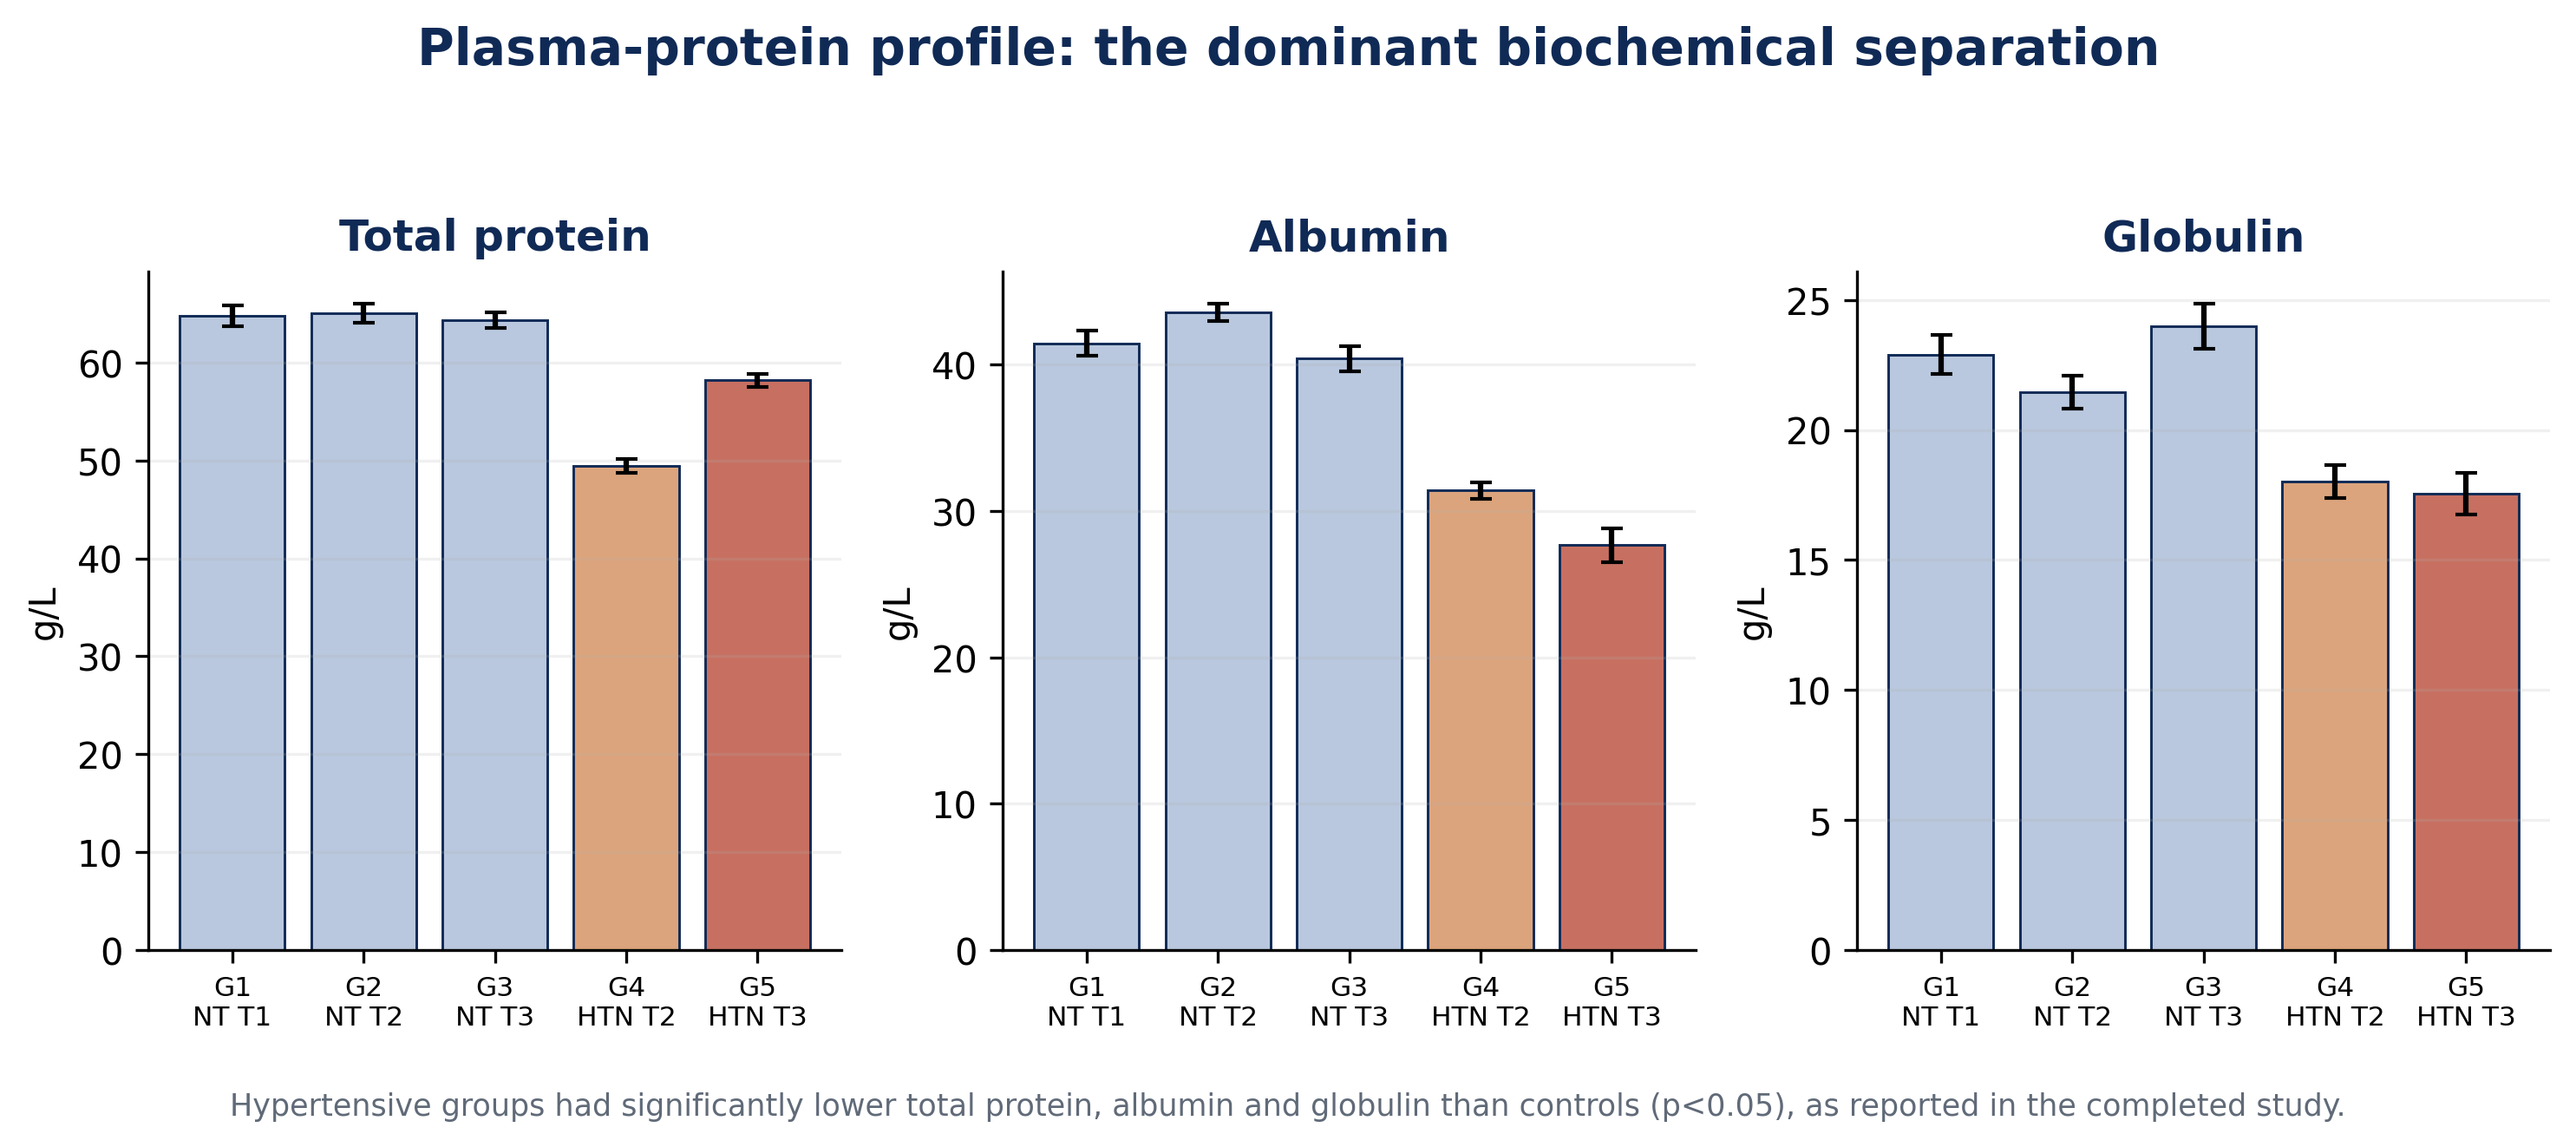 Plasma-protein profile: the dominant biochemical separation
Total protein
g/L
60
50
40
30
20
10
0
G1 G2 G3 G4 G5
NT T1 NT T2 NT T3 HTN T2 HTN T3
Albumin
g/L
40
30
20
10
0
G1 G2 G3 G4 G5
NT T1 NT T2 NT T3 HTN T2 HTN T3
Globulin
g/L
25
20
15
10
5
0
G1 G2 G3 G4 G5
NT T1 NT T2 NT T3 HTN T2 HTN T3
Hypertensive groups had significantly lower total protein, albumin and globulin than controls (p<0.05), as reported in the completed study.